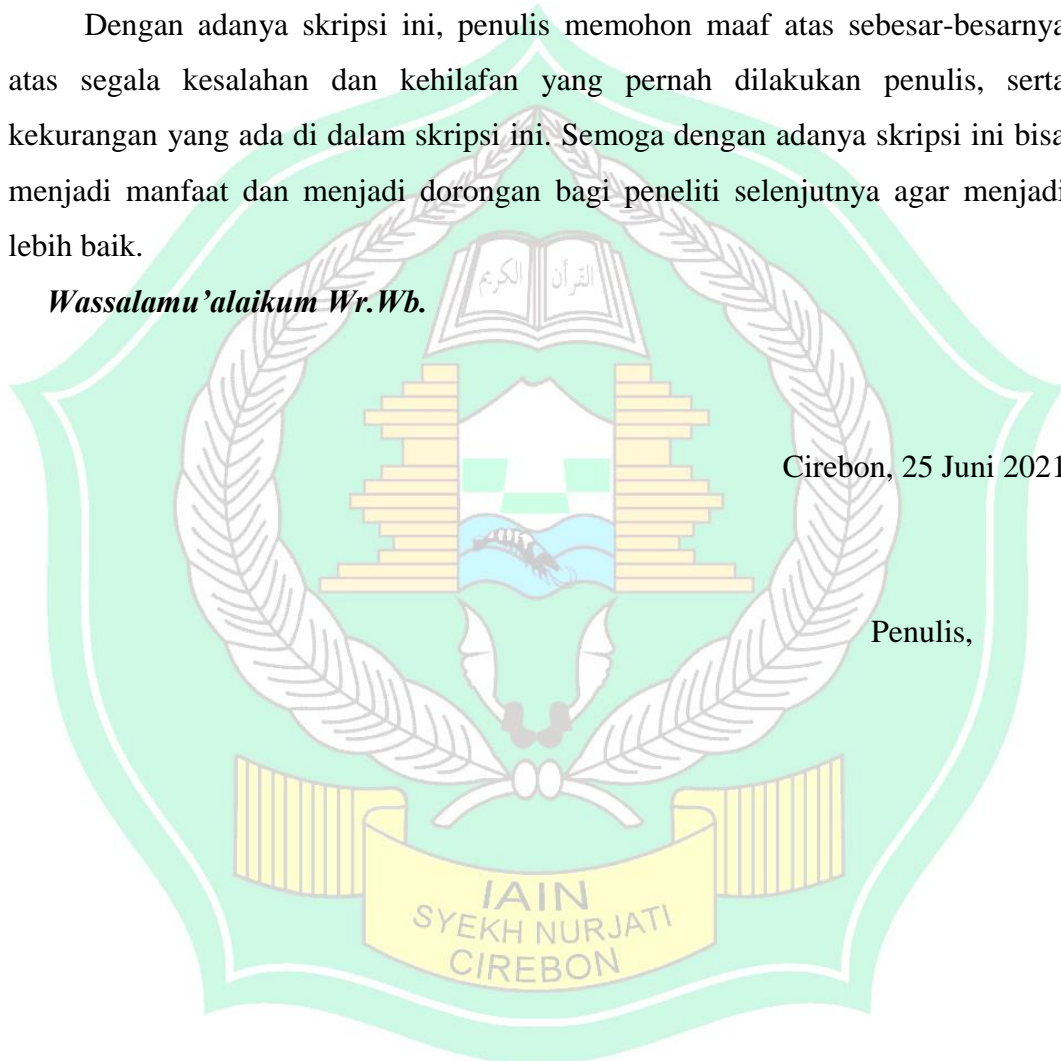 Dengan adanya skripsi ini, penulis memohon maaf atas sebesar-besarnya
atas segala kesalahan dan kehilafan yang pernah dilakukan penulis, serta
kekurangan yang ada di dalam skripsi ini. Semoga dengan adanya skripsi ini bisa
menjadi manfaat dan menjadi dorongan bagi peneliti selenjutnya agar menjadi
lebih baik.
القرأن الكريم
Wassalamu’alaikum Wr.Wb.
Cirebon, 25 Juni 2021
Penulis,
IAIN
SYEKH NURJATI
CIREBON